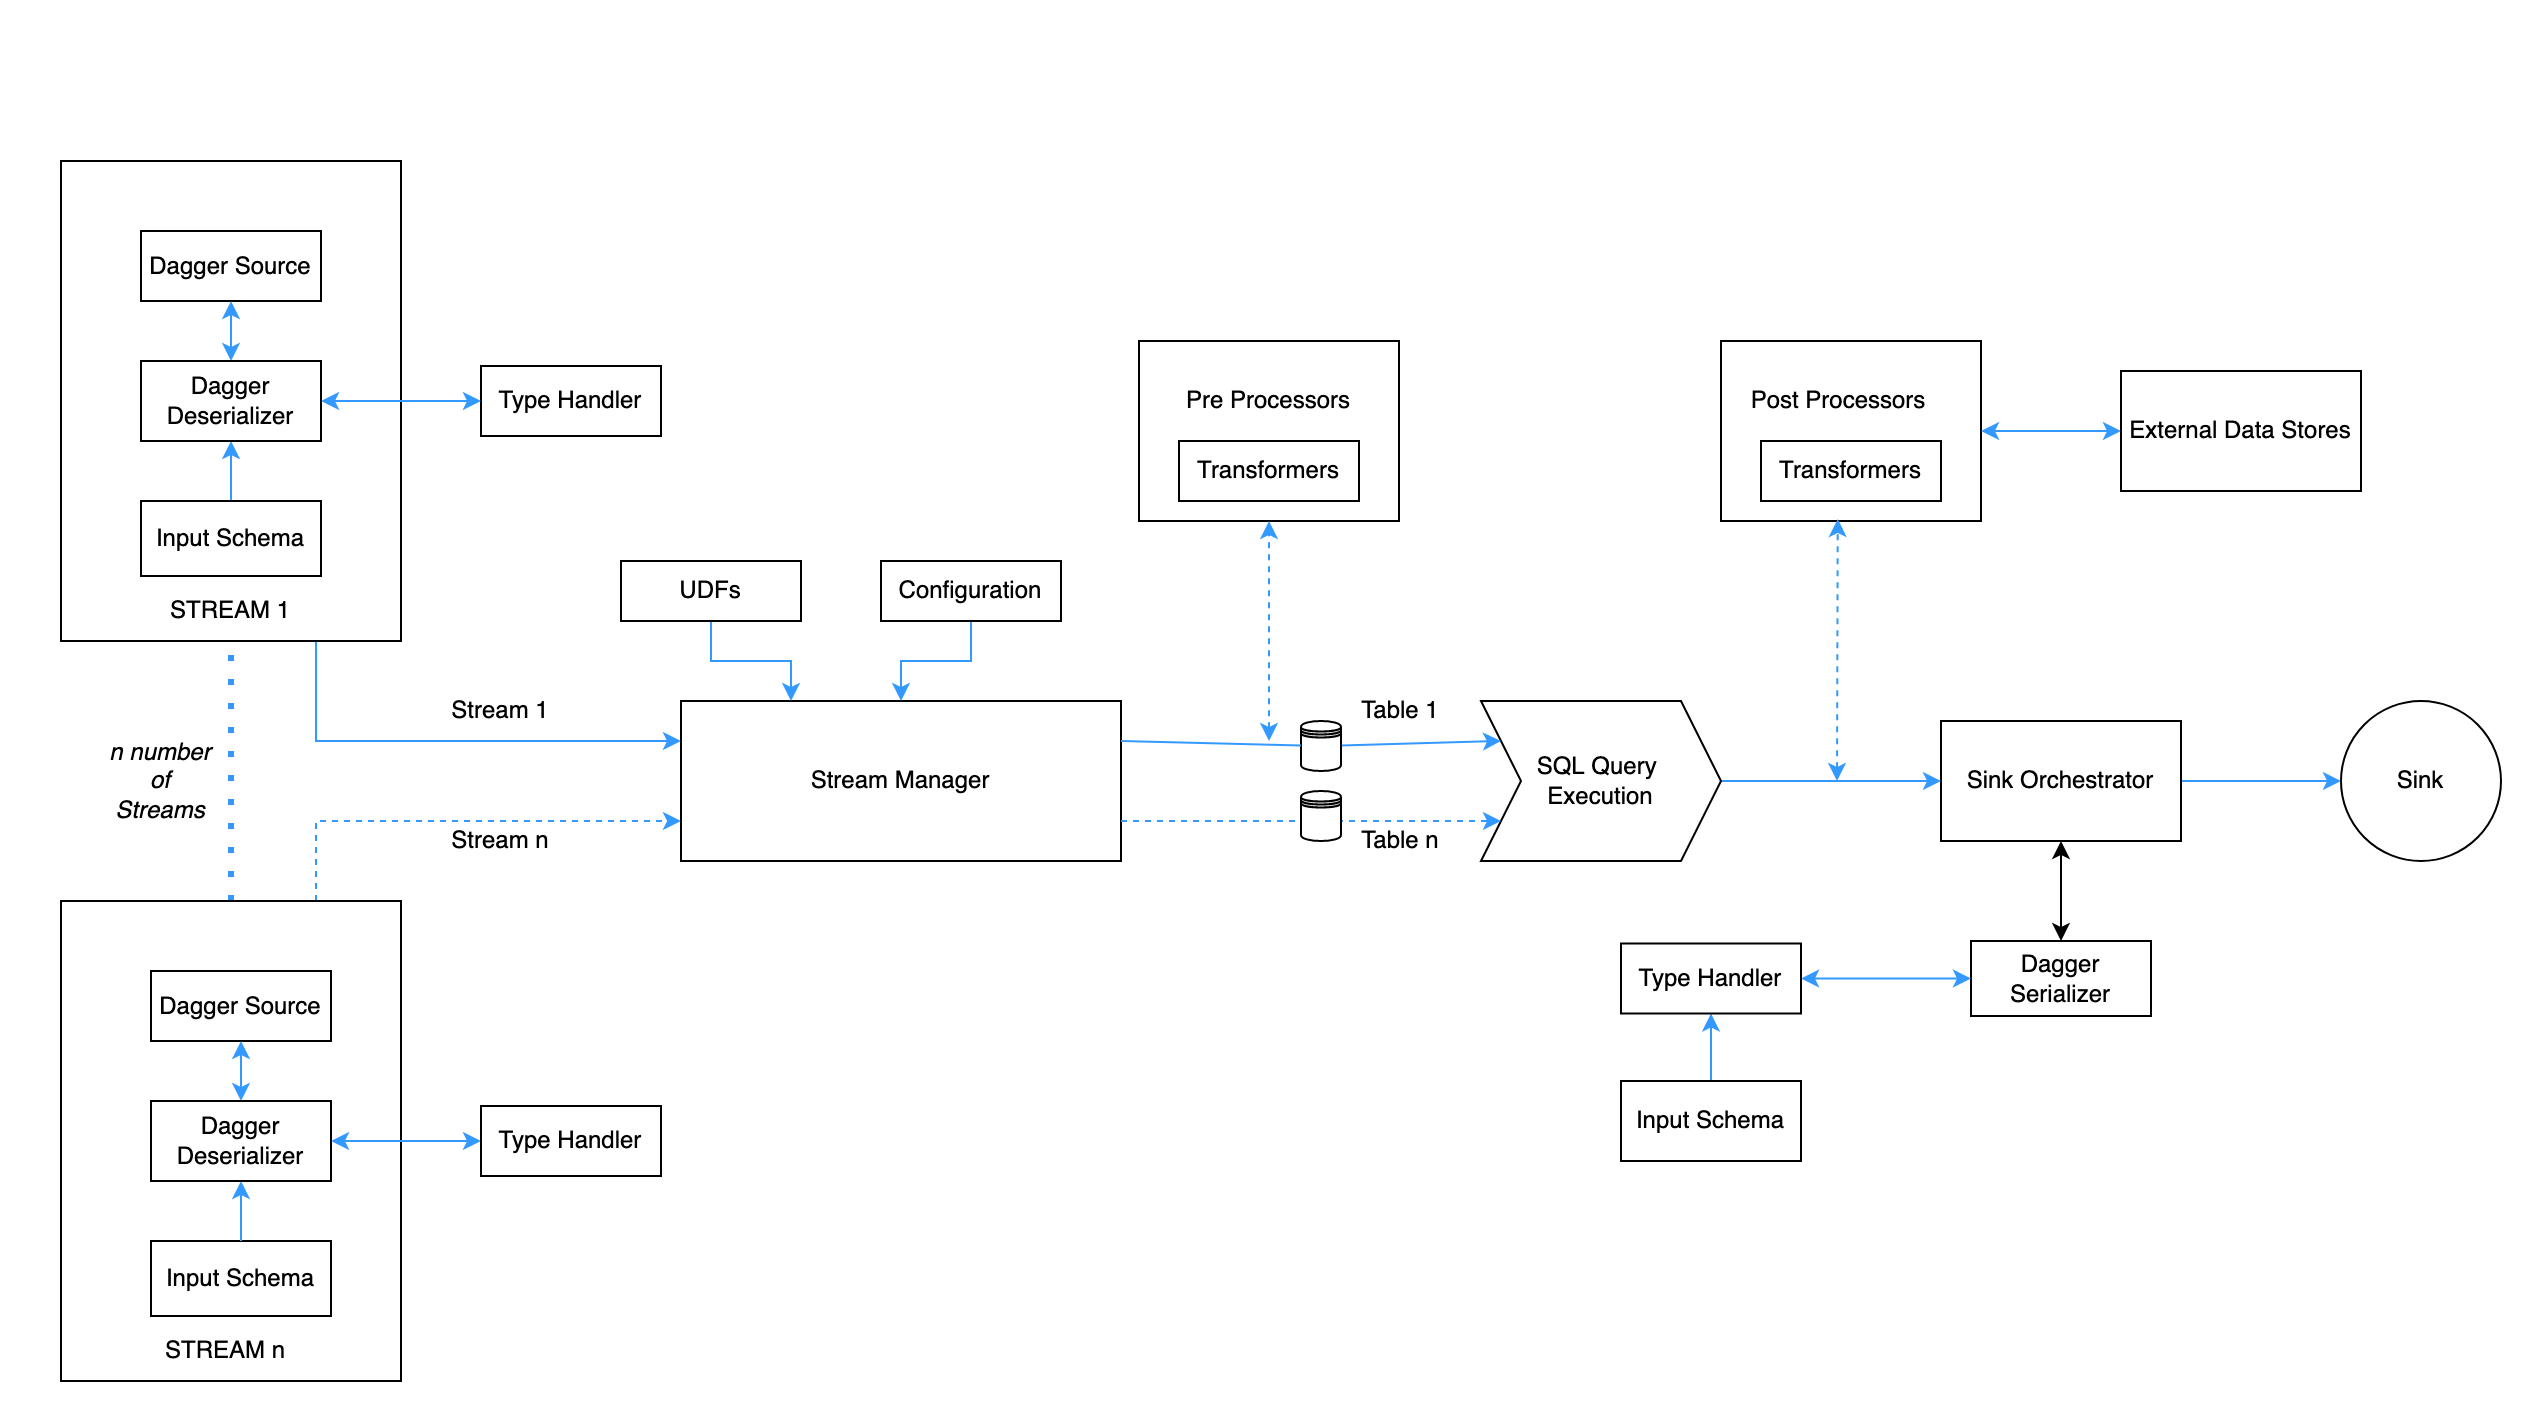 Dagger Source
Dagger
Deserializer
Type Handler
Input Schema
STREAM 1
n number
of
Streams
Stream 1
Stream n
Dagger Source
Dagger
Deserializer
Type Handler
Input Schema
STREAM n
UDFs
Configuration
Stream Manager
Pre Processors
Transformers
Table 1
Table n
SQL Query
Execution
Post Processors
Transformers
External Data Stores
Sink Orchestrator
Sink
Dagger
Serializer
Type Handler
Input Schema